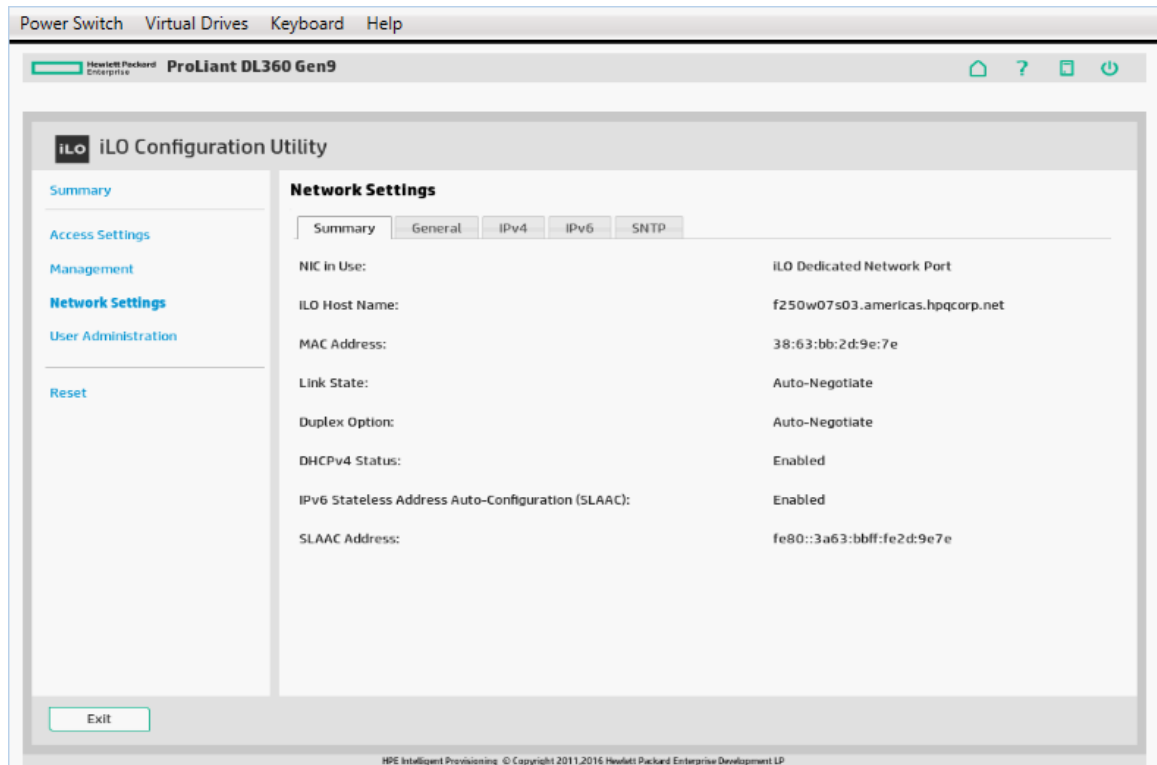 Power Switch Virtual Drives Keyboard Help
Hewlett Packard Enterprise ProLiant DL360 Gen9 ?
iLO iLO Configuration Utility
Summary
Access Settings
Management
Network Settings
User Administration
Reset
Network Settings
Summary General IPv4 IPv6 SNTP
NIC in Use: iLO Dedicated Network Port
iLO Host Name: f250w07s03.americas.hpqcorp.net
MAC Address: 38:63:bb:2d:9e:7e
Link State: Auto-Negotiate
Duplex Option: Auto-Negotiate
DHCPv4 Status: Enabled
IPv6 Stateless Address Auto-Configuration (SLAAC): Enabled
SLAAC Address: fe80::3a63:bbff:fe2d:9e7e
Exit
HPE Intelligent Provisioning © Copyright 2011,2016 Hewlett Packard Enterprise Development LP